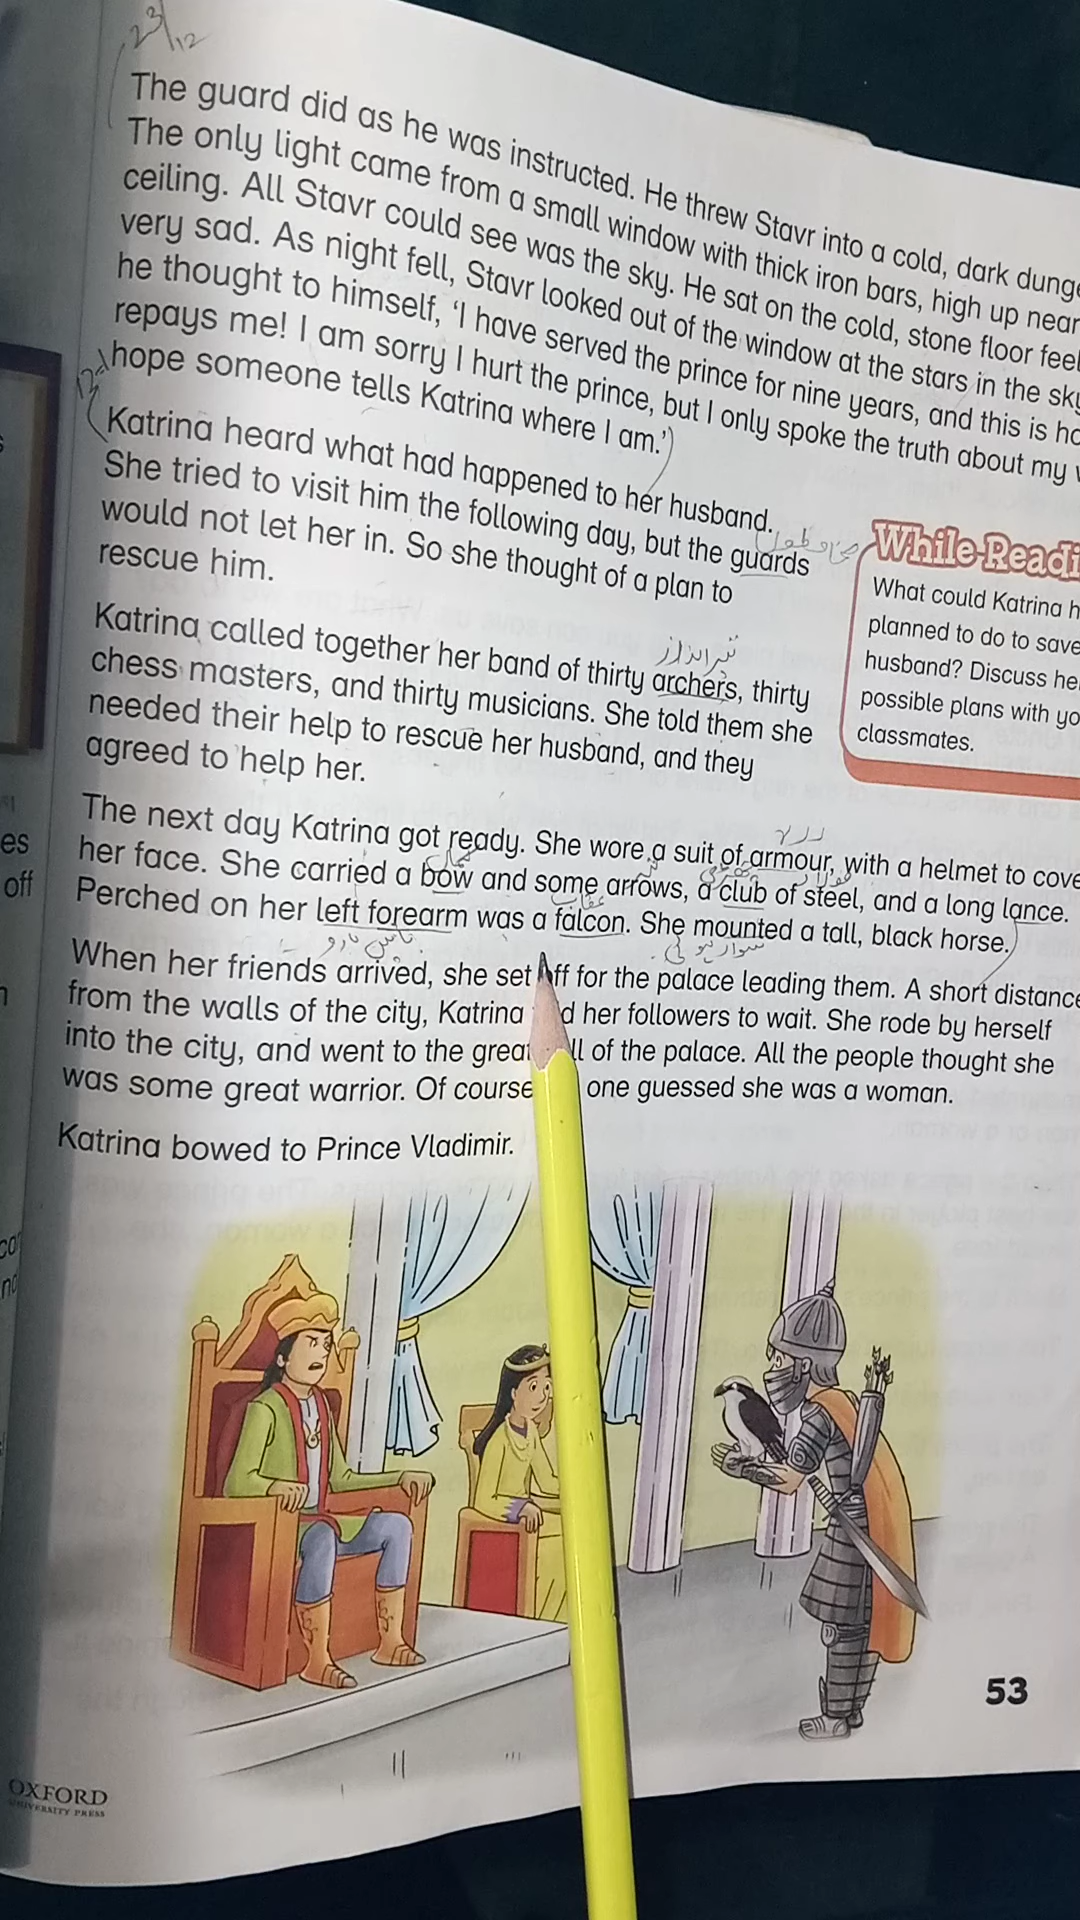 23/12
The guard did as he was instructed. He threw Stavr into a cold, dark dunge
The only light came from a small window with thick iron bars, high up near
ceiling. All Stavr could see was the sky. He sat on the cold, stone floor feel
very sad. As night fell, Stavr looked out of the window at the stars in the sky
he thought to himself, ‘I have served the prince for nine years, and this is ho
repays me! I am sorry I hurt the prince, but I only spoke the truth about my
hope someone tells Katrina where I am.’
Katrina heard what had happened to her husband.
She tried to visit him the following day, but the guards
would not let her in. So she thought of a plan to
rescue him.
While Readi
What could Katrina h
planned to do to save
husband? Discuss he
possible plans with yo
classmates.
تیر انداز
Katrina called together her band of thirty archers, thirty
chess masters, and thirty musicians. She told them she
needed their help to rescue her husband, and they
agreed to help her.
The next day Katrina got ready. She wore a suit of armour, with a helmet to cove
her face. She carried a bow and some arrows, a club of steel, and a long lance.
عقاب
Perched on her left forearm was a falcon. She mounted a tall, black horse.
When her friends arrived, she set off for the palace leading them. A short distance
from the walls of the city, Katrina d her followers to wait. She rode by herself
into the city, and went to the grea ll of the palace. All the people thought she
was some great warrior. Of course one guessed she was a woman.
Katrina bowed to Prince Vladimir.
53
OXFORD
UNIVERSITY PRESS
es
off